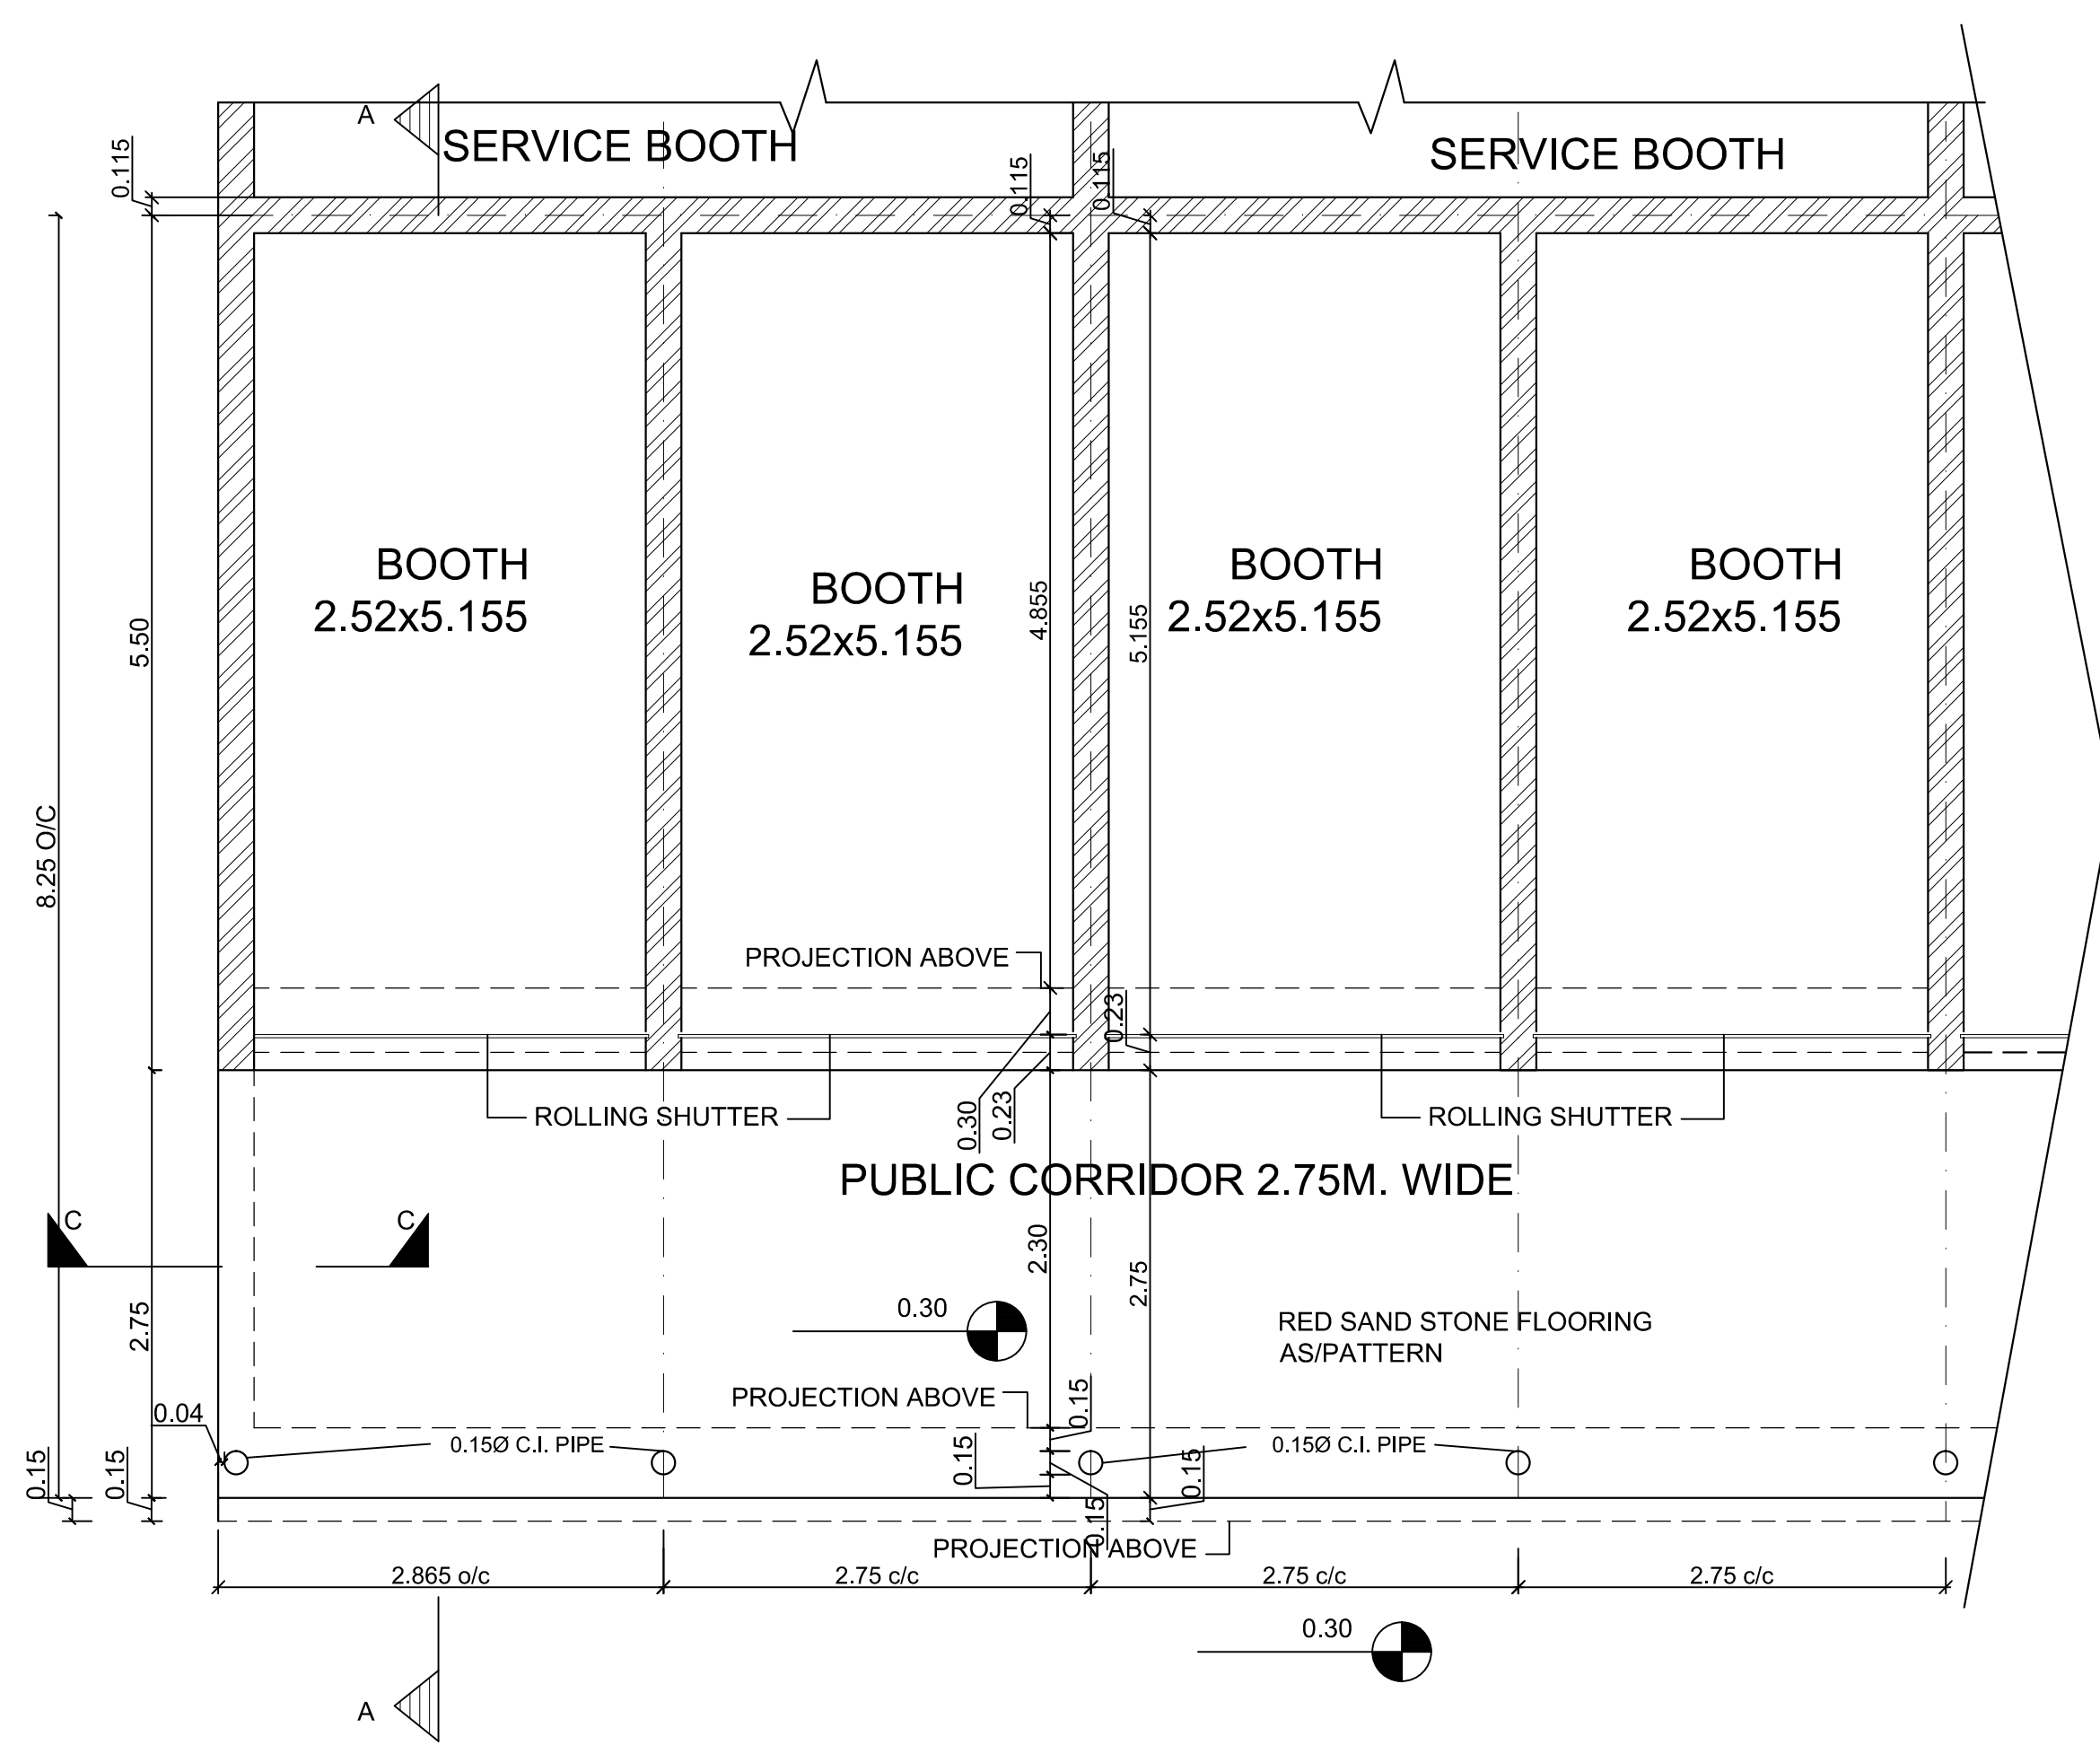 A
SERVICE BOOTH
SERVICE BOOTH
0.115
0.115
0.115
BOOTH
2.52x5.155
BOOTH
2.52x5.155
BOOTH
2.52x5.155
BOOTH
2.52x5.155
5.50
4.855
5.155
8.25 O/C
PROJECTION ABOVE
0.23
ROLLING SHUTTER
0.30
0.23
ROLLING SHUTTER
PUBLIC CORRIDOR 2.75M. WIDE
C
C
2.30
2.75
2.75
0.30
RED SAND STONE FLOORING
AS/PATTERN
PROJECTION ABOVE
0.15
0.04
0.15Ø C.I. PIPE
0.15Ø C.I. PIPE
0.15
0.15
0.15
0.15
0.15
PROJECTION ABOVE
2.865 o/c
2.75 c/c
2.75 c/c
2.75 c/c
0.30
A